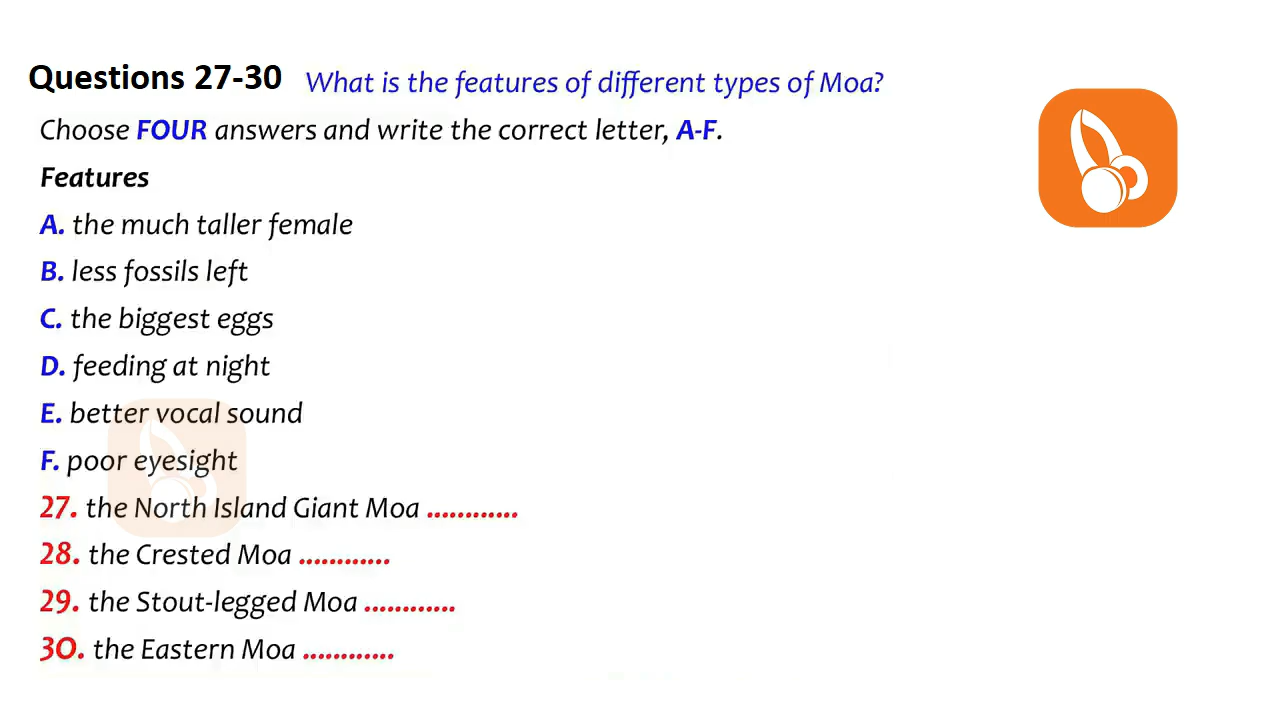 Questions 27-30 What is the features of different types of Moa?
Choose FOUR answers and write the correct letter, A-F.
Features
A. the much taller female
B. less fossils left
C. the biggest eggs
D. feeding at night
E. better vocal sound
F. poor eyesight
27. the North Island Giant Moa ............
28. the Crested Moa ............
29. the Stout-legged Moa ............
30. the Eastern Moa ............